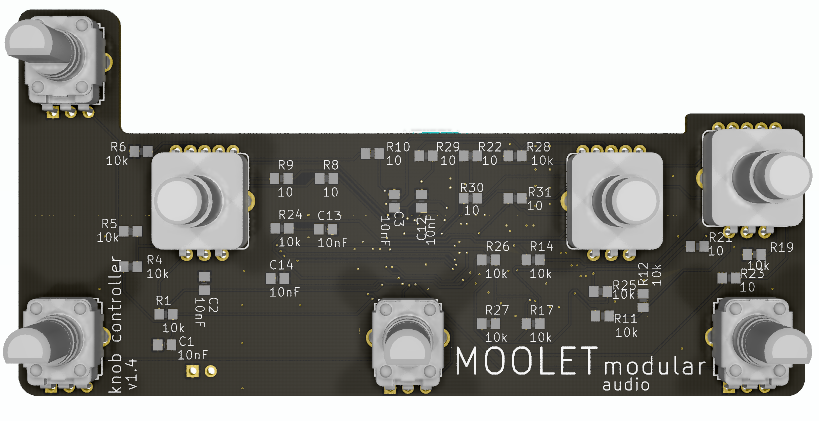 R6
10k
R9
10
R8
10
R10
10
R29
10
R22
10
R28
10k
R30
10
R31
10
C3
10nF
C12
10nF
R5
10k
R24
10k
C13
10nF
R4
10k
C14
10nF
C2
10nF
R1
10k
C1
10nF
R26
10k
R14
10k
R27
10k
R17
10k
R25
10k
R11
10k
R12
10k
R21
10
R19
10k
R23
10
knob controller
v1.4
MOOLET modular
audio